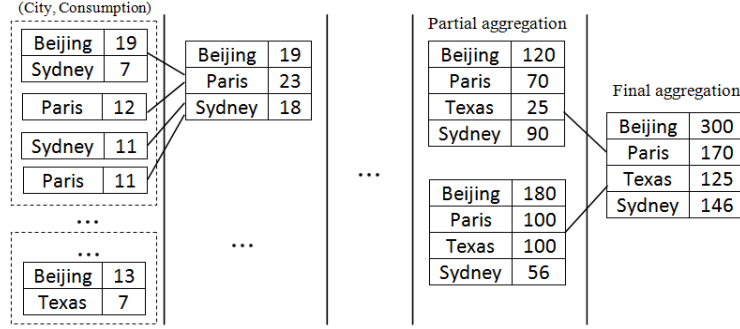 (City, Consumption)
Beijing 19
Sydney 7
Paris 12
Sydney 11
Paris 11
...
...
Beijing 13
Texas 7
Beijing 19
Paris 23
Sydney 18
...
...
Partial aggregation
Beijing 120
Paris 70
Texas 25
Sydney 90
Beijing 180
Paris 100
Texas 100
Sydney 56
Final aggregation
Beijing 300
Paris 170
Texas 125
Sydney 146